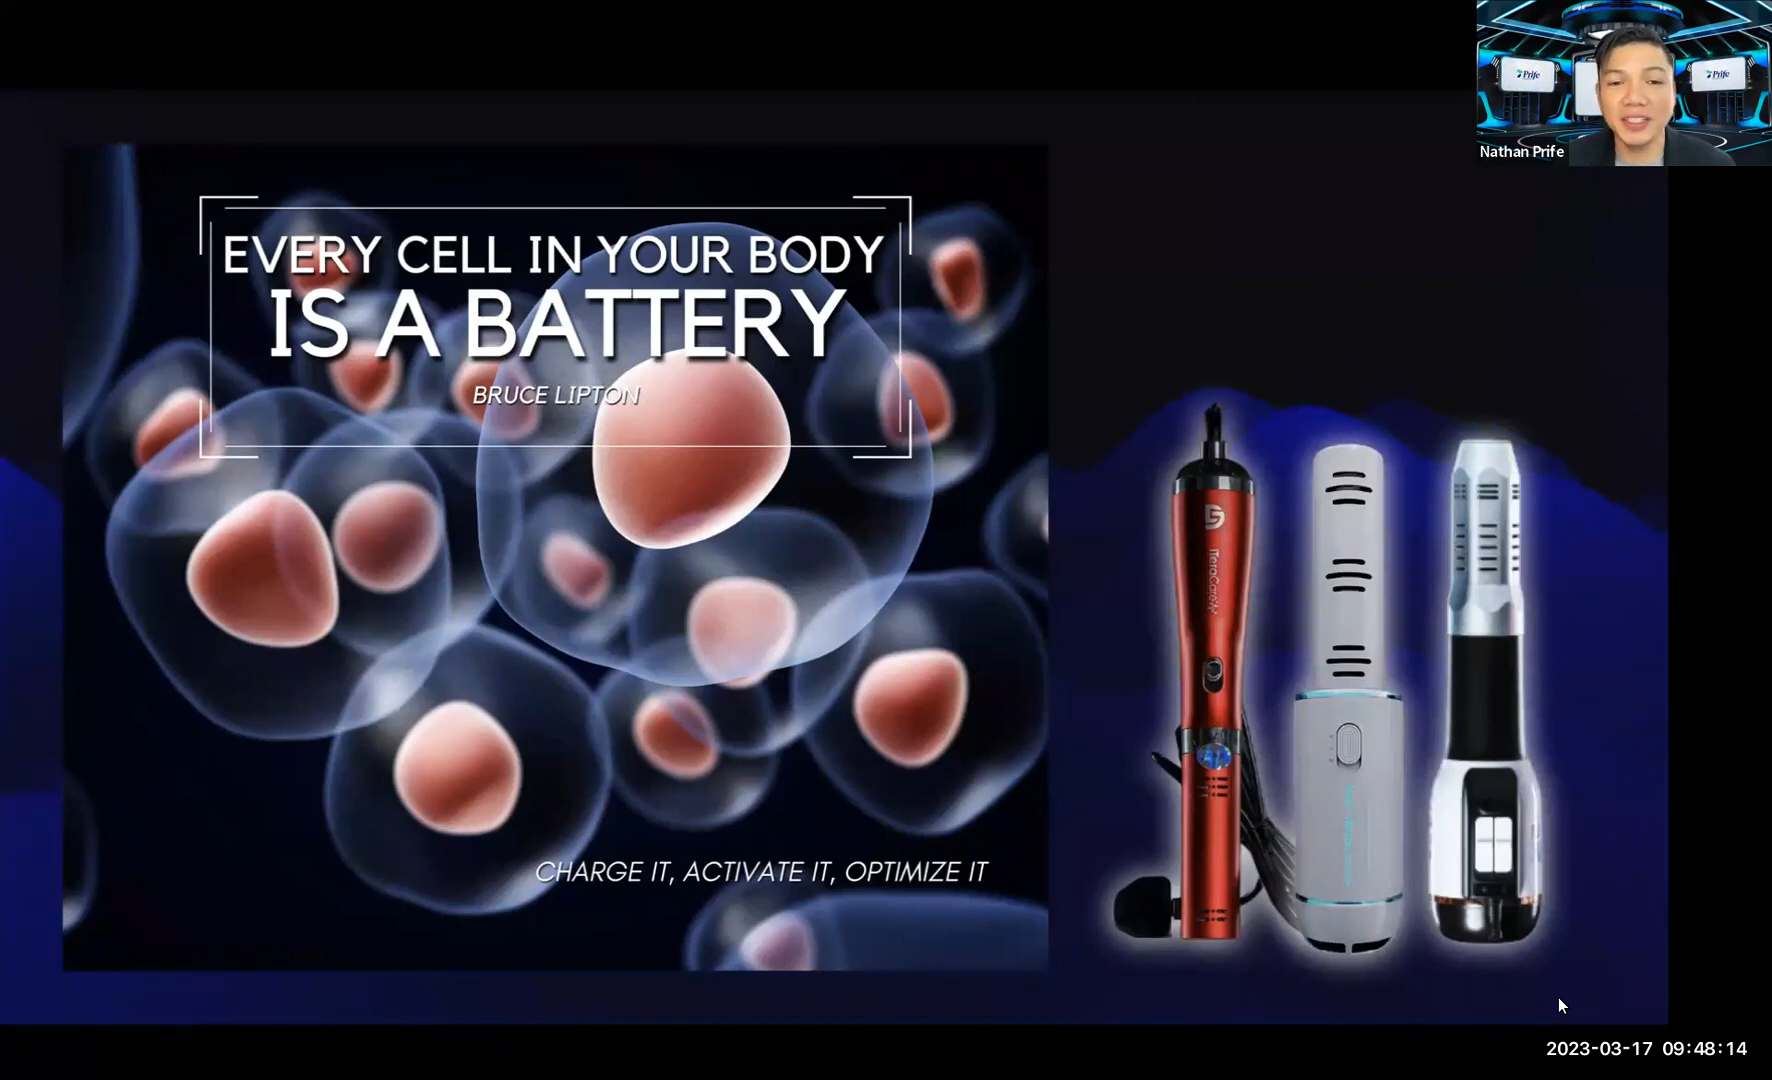 Prife
Prife
Nathan Prife
EVERY CELL IN YOUR BODY
IS A BATTERY
BRUCE LIPTON
iTeraCare
CHARGE IT, ACTIVATE IT, OPTIMIZE IT
2023-03-17 09:48:14